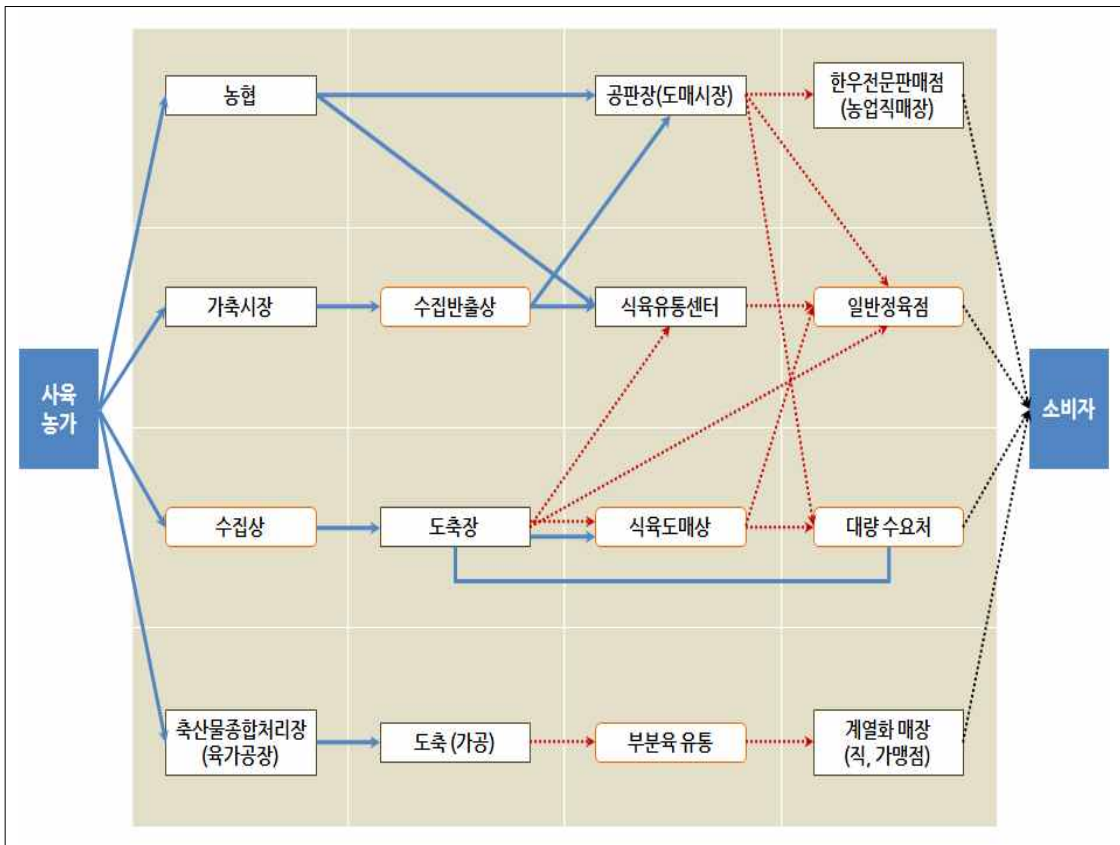 농협
공판장(도매시장)
한우전문판매점
(농업직매장)
가축시장
수집반출상
식육유통센터
일반정육점
사육
농가
소비자
수집상
도축장
식육도매상
대량 수요처
축산물종합처리장
(육가공장)
도축 (가공)
부분육 유통
계열화 매장
(직, 가맹점)